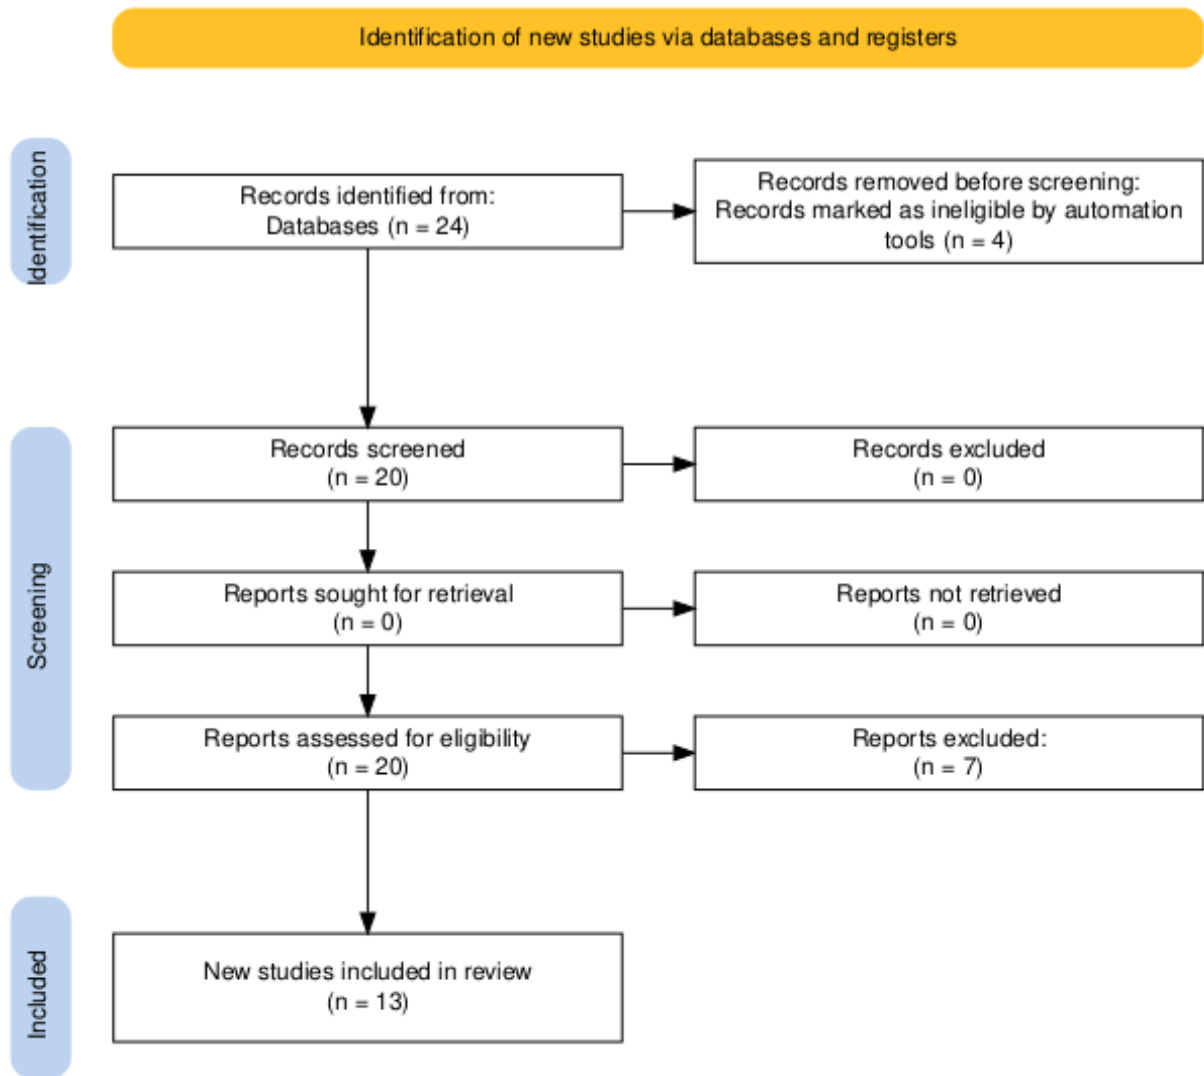 Identification of new studies via databases and registers
Identification
Records identified from:
Databases (n = 24)
Records removed before screening:
Records marked as ineligible by automation
tools (n = 4)
Screening
Records screened
(n = 20)
Records excluded
(n = 0)
Reports sought for retrieval
(n = 0)
Reports not retrieved
(n = 0)
Reports assessed for eligibility
(n = 20)
Reports excluded:
(n = 7)
Included
New studies included in review
(n = 13)